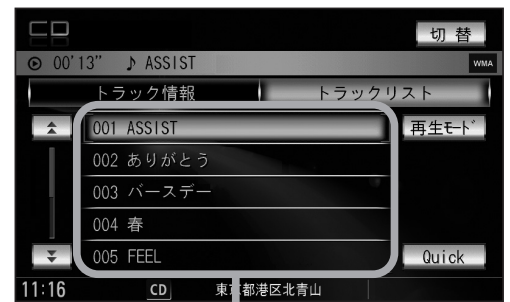 CD
切 替
00'13" ♪ ASSIST
WMA
トラック情報
トラックリスト
001 ASSIST
再生モード
002 ありがとう
003 バースデー
004 春
005 FEEL
Quick
11:16
CD
東京都港区北青山